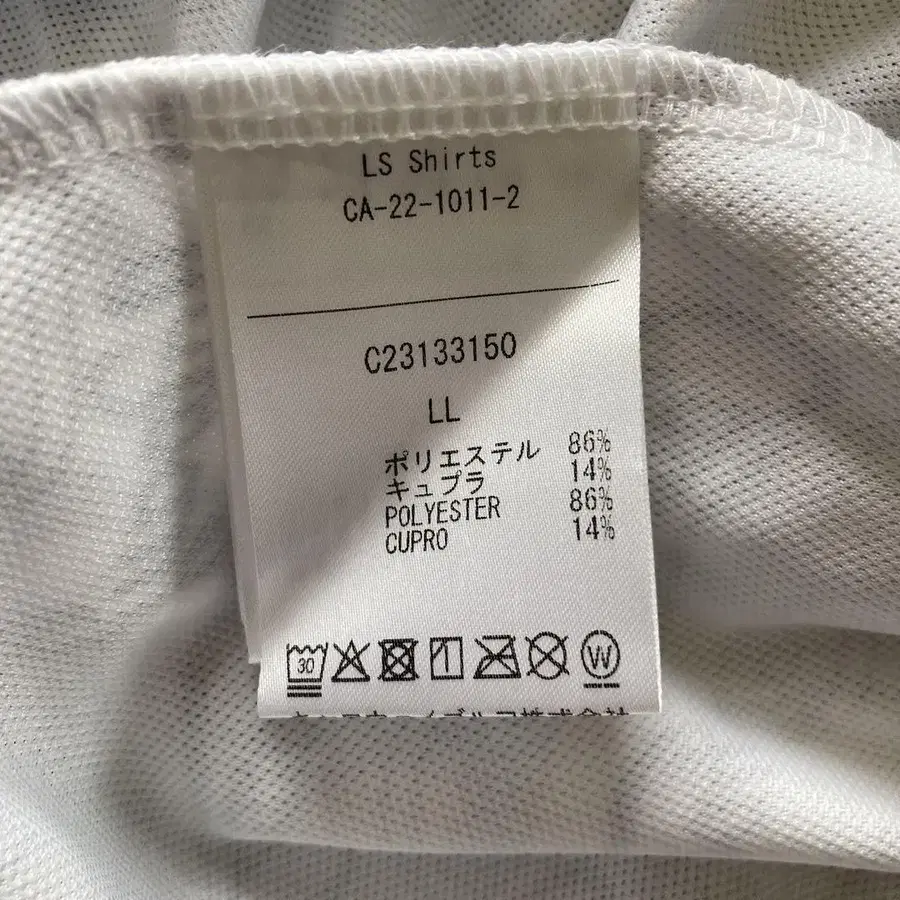 LS Shirts
CA-22-1011-2
C23133150
LL
ポリエステル 86%
キュプラ 14%
POLYESTER 86%
CUPRO 14%
30 W